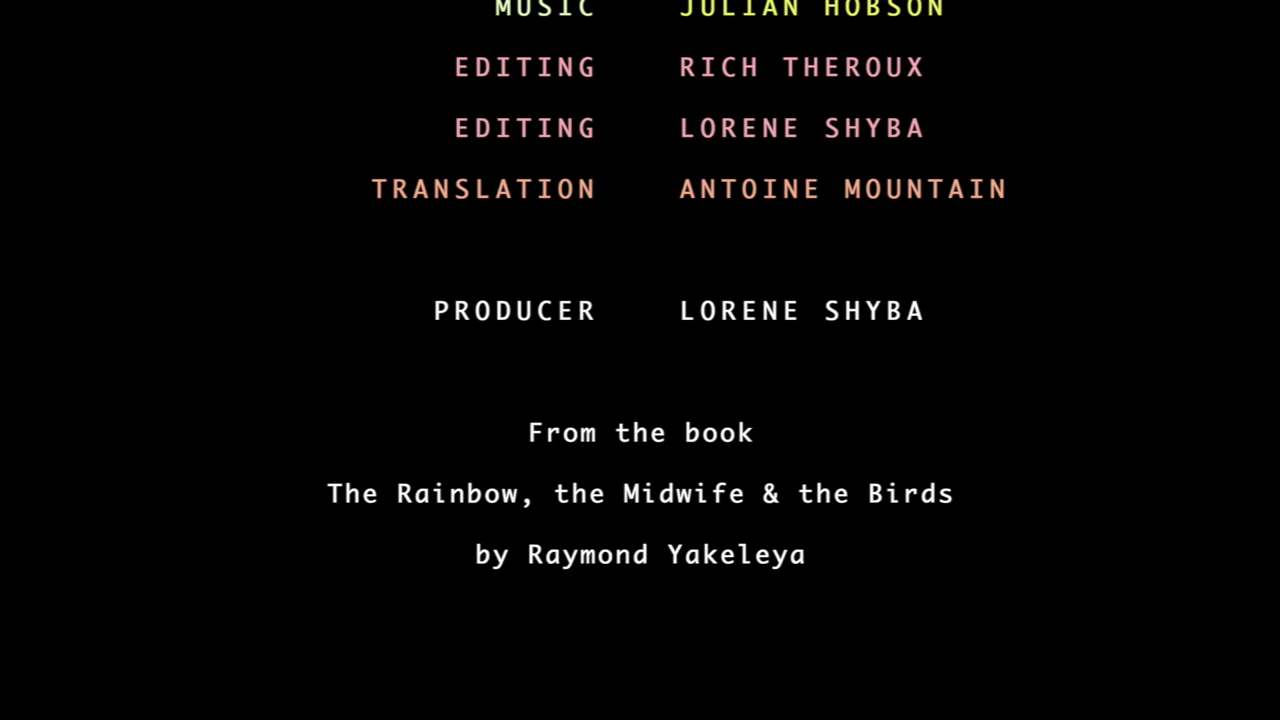 MUSIC JULIAN HOBSON
EDITING RICH THEROUX
EDITING LORENE SHYBA
TRANSLATION ANTOINE MOUNTAIN
PRODUCER LORENE SHYBA
From the book
The Rainbow, the Midwife & the Birds
by Raymond Yakeleya